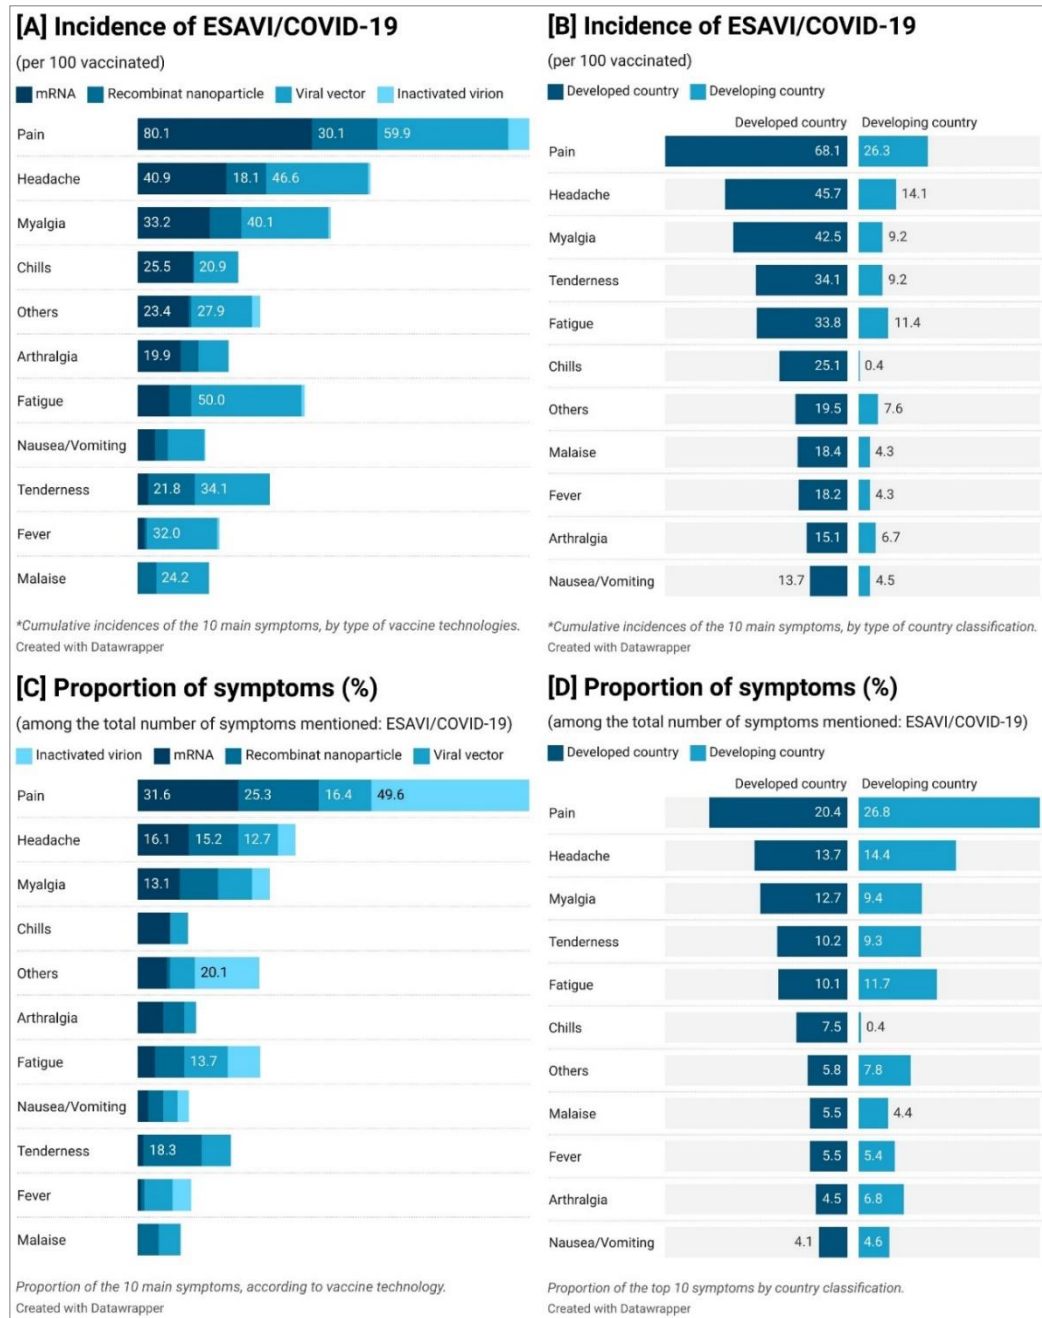 [A] Incidence of ESAVI/COVID-19
(per 100 vaccinated)
mRNA Recombinat nanoparticle Viral vector Inactivated virion
Pain 80.1 30.1 59.9
Headache 40.9 18.1 46.6
Myalgia 33.2 40.1
Chills 25.5 20.9
Others 23.4 27.9
Arthralgia 19.9
Fatigue 50.0
Nausea/Vomiting
Tenderness 21.8 34.1
Fever 32.0
Malaise 24.2
*Cumulative incidences of the 10 main symptoms, by type of vaccine technologies.
Created with Datawrapper
[B] Incidence of ESAVI/COVID-19
(per 100 vaccinated)
Developed country Developing country
Developed country Developing country
Pain 68.1 26.3
Headache 45.7 14.1
Myalgia 42.5 9.2
Tenderness 34.1 9.2
Fatigue 33.8 11.4
Chills 25.1 0.4
Others 19.5 7.6
Malaise 18.4 4.3
Fever 18.2 4.3
Arthralgia 15.1 6.7
Nausea/Vomiting 13.7 4.5
*Cumulative incidences of the 10 main symptoms, by type of country classification.
Created with Datawrapper
[C] Proportion of symptoms (%)
(among the total number of symptoms mentioned: ESAVI/COVID-19)
Inactivated virion mRNA Recombinat nanoparticle Viral vector
Pain 31.6 25.3 16.4 49.6
Headache 16.1 15.2 12.7
Myalgia 13.1
Chills
Others 20.1
Arthralgia
Fatigue 13.7
Nausea/Vomiting
Tenderness 18.3
Fever
Malaise
Proportion of the 10 main symptoms, according to vaccine technology.
Created with Datawrapper
[D] Proportion of symptoms (%)
(among the total number of symptoms mentioned: ESAVI/COVID-19)
Developed country Developing country
Developed country Developing country
Pain 20.4 26.8
Headache 13.7 14.4
Myalgia 12.7 9.4
Tenderness 10.2 9.3
Fatigue 10.1 11.7
Chills 7.5 0.4
Others 5.8 7.8
Malaise 5.5 4.4
Fever 5.5 5.4
Arthralgia 4.5 6.8
Nausea/Vomiting 4.1 4.6
Proportion of the top 10 symptoms by country classification.
Created with Datawrapper